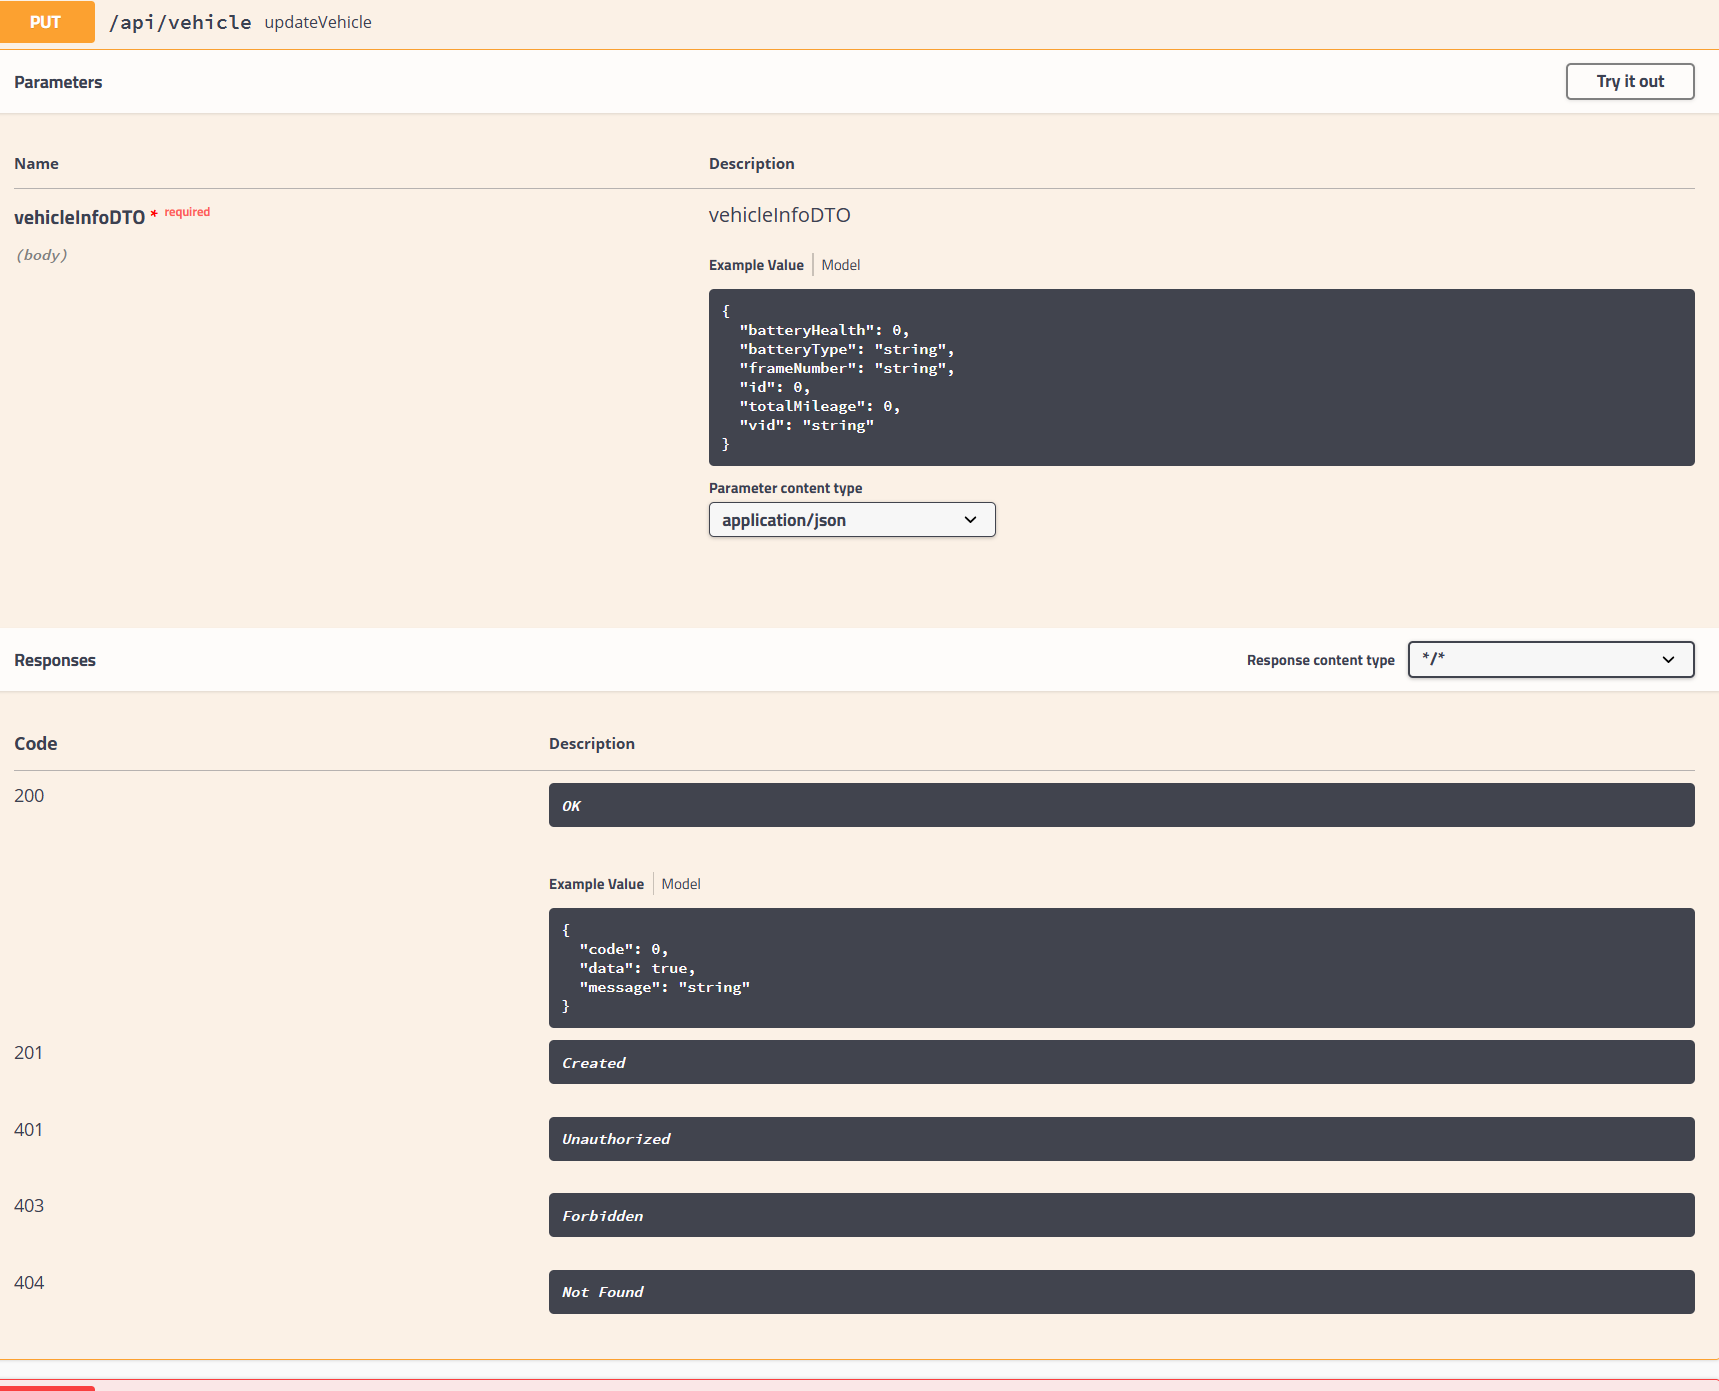 PUT /api/vehicle updateVehicle
Parameters Try it out
Name Description
vehicleInfoDTO * required vehicleInfoDTO
(body)
Example Value Model
{
  "batteryHealth": 0,
  "batteryType": "string",
  "frameNumber": "string",
  "id": 0,
  "totalMileage": 0,
  "vid": "string"
}
Parameter content type
application/json
Responses Response content type */*
Code Description
200 OK
Example Value Model
{
  "code": 0,
  "data": true,
  "message": "string"
}
201 Created
401 Unauthorized
403 Forbidden
404 Not Found